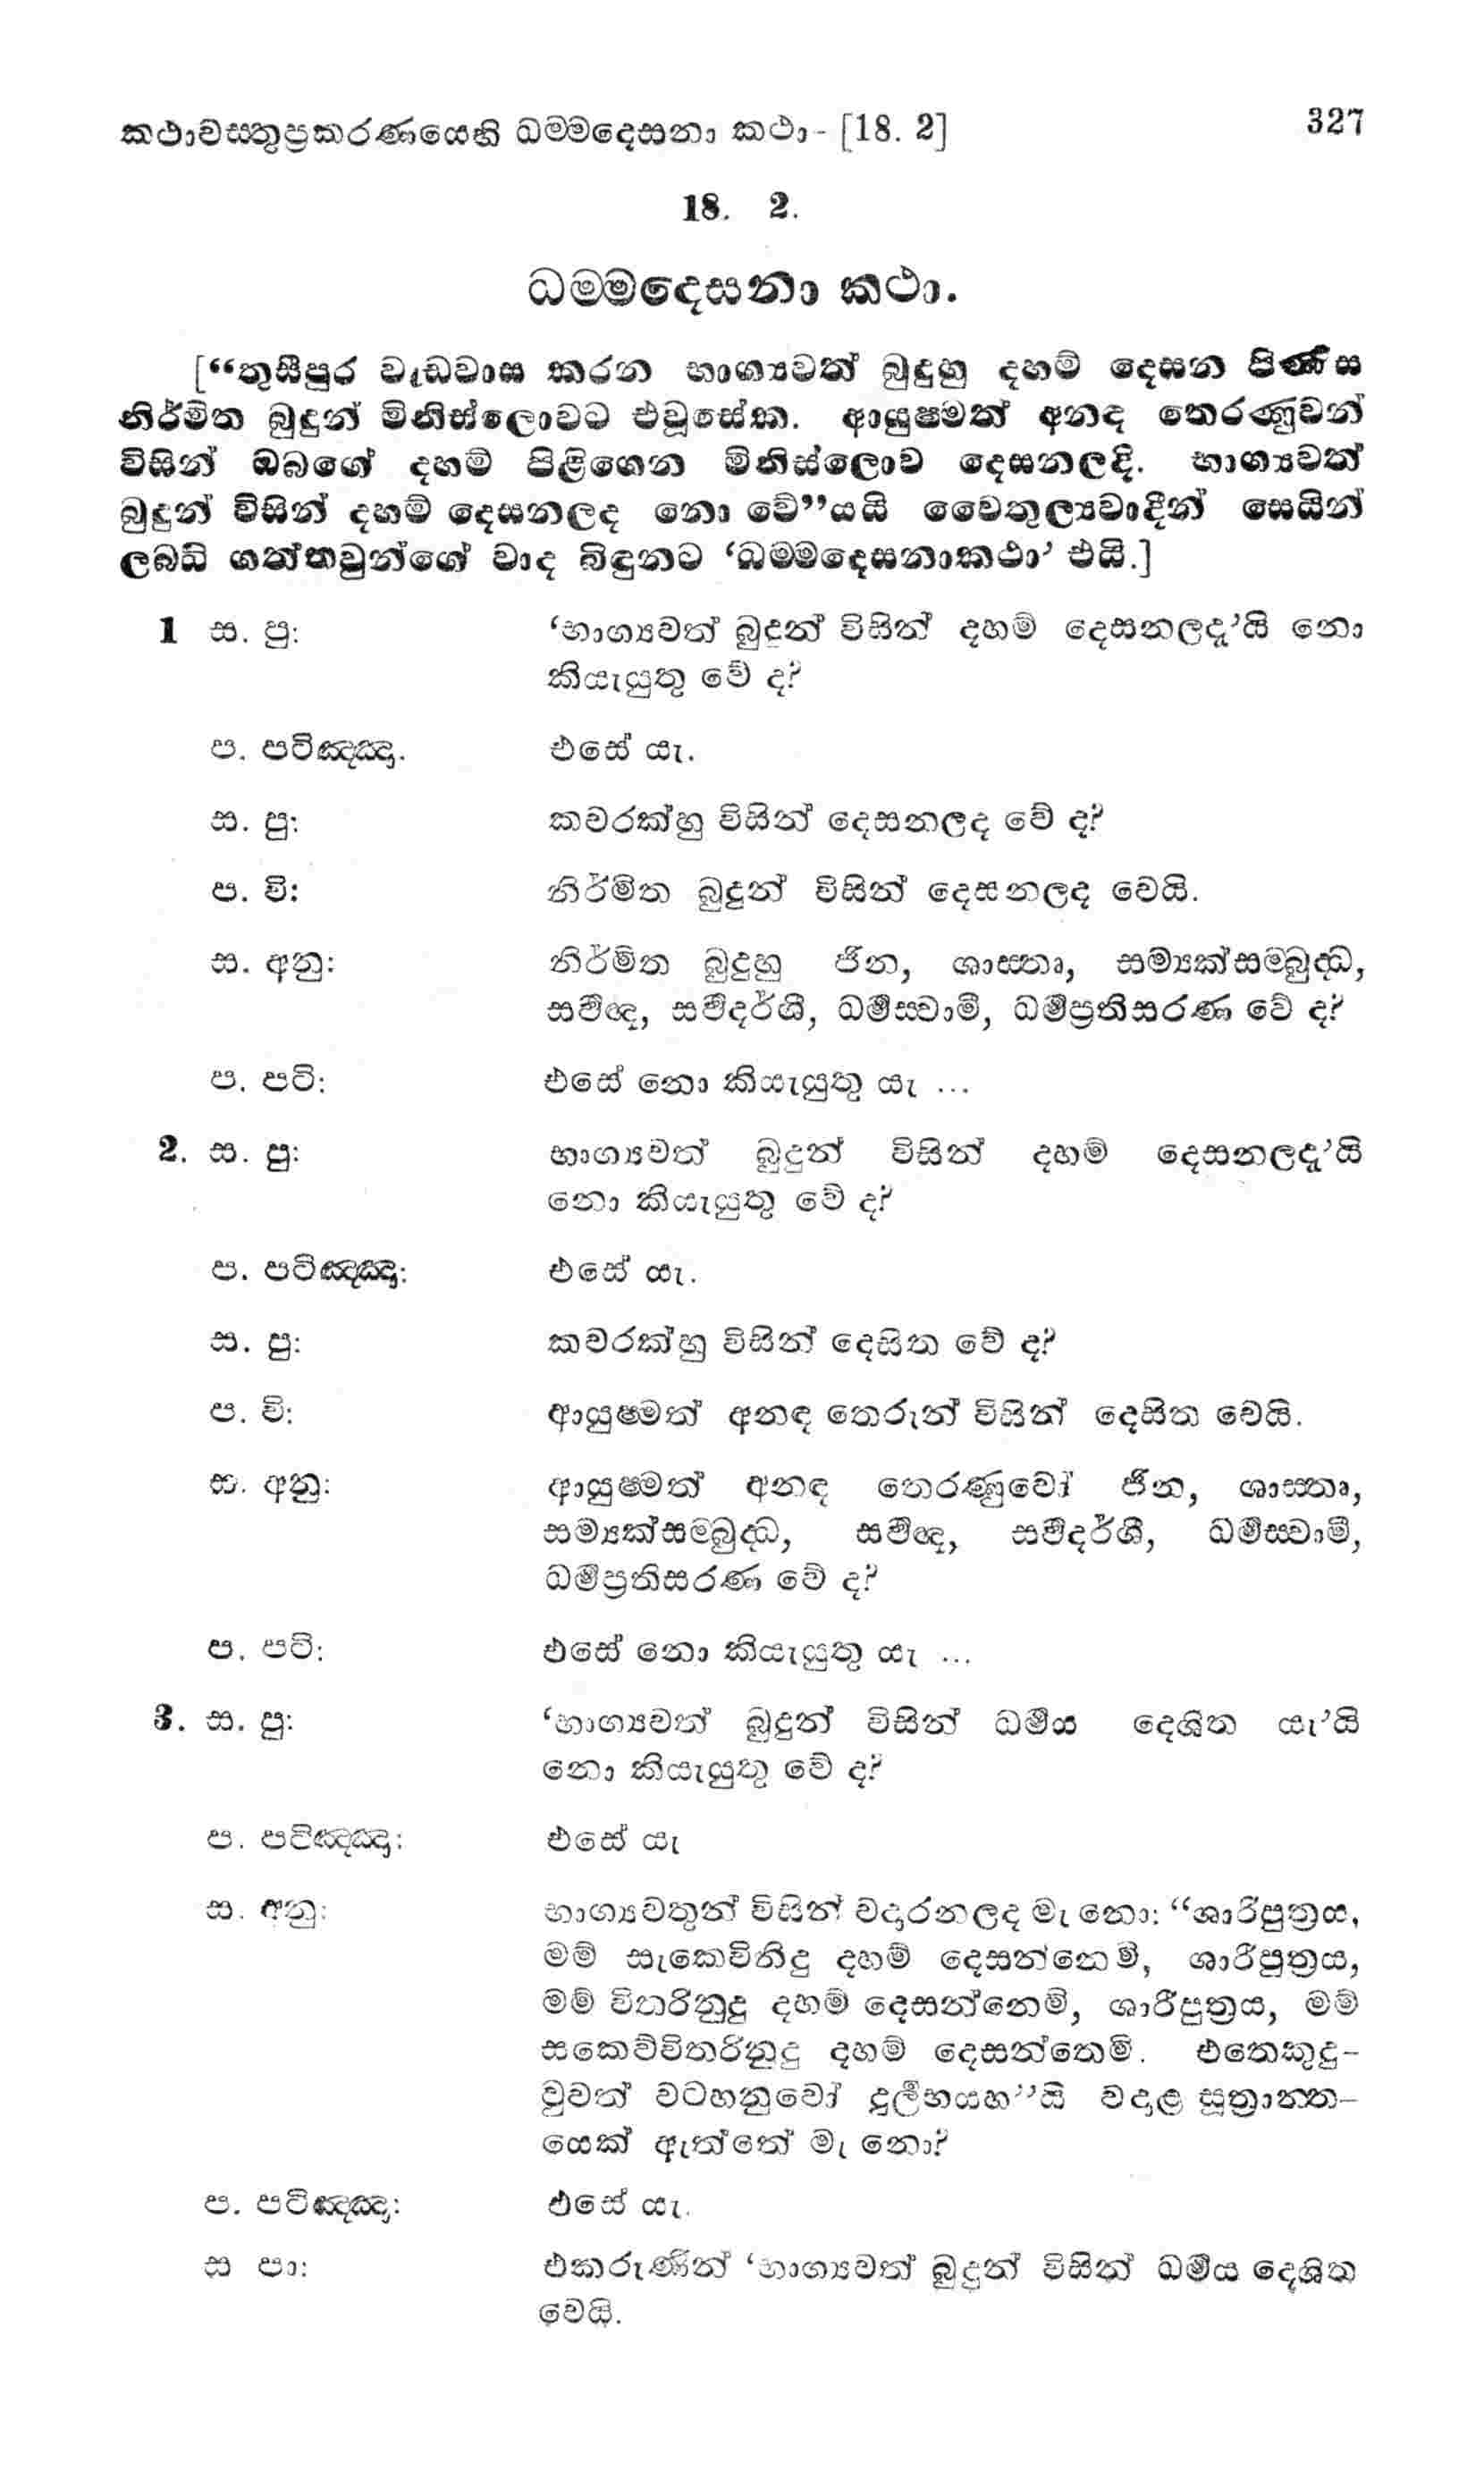 කථාවස්තුප්‍රකරණයෙහි ධම්මදෙසනා කථා - [18. 2]
327
18. 2.
ධම්මදෙසනා කථා.
[“තුසීපුර වැඩවාස කරන භාග්‍යවත් බුදුහු දහම් දෙසන පිණිස
නිර්මිත බුදුන් මිනිස්ලොවට එවූසේක. ආයුෂ්මත් අනඳ තෙරණුවන්
විසින් ඔබගේ දහම් පිළිගෙන මිනිස්ලොව දෙසනලදි. භාග්‍යවත්
බුදුන් විසින් දහම් දෙසනලද නො වේ”යයි වෛතුල්‍යවාදීන් සෙයින්
ලබ්ධි ගත්තවුන්ගේ වාද බිඳුනට ‘ධම්මදෙසනාකථා’ එයි.]
1 ස. පු: ‘භාග්‍යවත් බුදුන් විසින් දහම් දෙසනලදැ’යි නො
කියැයුතු වේ ද?
ප. පටිඤ්ඤා. එසේ යැ.
ස. පු: කවරක්හු විසින් දෙසනලද වේ ද?
ප. වි: නිර්මිත බුදුන් විසින් දෙසනලද වෙයි.
ස. අනු: නිර්මිත බුදුහු ජින, ශාස්තෘ, සම්‍යක්සම්බුද්ධ,
සර්‍වඥ, සර්‍වදර්ශී, ධර්‍මස්වාමී, ධර්‍මප්‍රතිසරණ වේ ද?
ප. පටි: එසේ නො කියැයුතු යැ ...
2. ස. පු: භාග්‍යවත් බුදුන් විසින් දහම් දෙසනලදැ’යි
නො කියැයුතු වේ ද?
ප. පටිඤ්ඤා: එසේ යැ.
ස. පු: කවරක්හු විසින් දෙසිත වේ ද?
ප. වි: ආයුෂ්මත් අනඳ තෙරුන් විසින් දෙසිත වෙයි.
ස. අනු: ආයුෂ්මත් අනඳ තෙරණුවෝ ජින, ශාස්තෘ,
සම්‍යක්සම්බුද්ධ, සර්‍වඥ, සර්‍වදර්ශී, ධර්‍මස්වාමී,
ධර්‍මප්‍රතිසරණ වේ ද?
ප. පටි: එසේ නො කියැයුතු යැ ...
3. ස. පු: ‘භාග්‍යවත් බුදුන් විසින් ධර්‍මය දෙශිත යැ’යි
නො කියැයුතු වේ ද?
ප. පටිඤ්ඤා: එසේ යැ
ස. අනු: භාග්‍යවතුන් විසින් වදාරනලද මැ නො: “ශාරීපුත්‍රය,
මම් සැකෙවිනිදු දහම් දෙසන්නෙමි, ශාරීපුත්‍රය,
මම් විතරිනුදු දහම් දෙසන්නෙමි, ශාරීපුත්‍රය, මම්
සකෙව්විතරිනුදු දහම් දෙසන්නෙමි. එතෙකුදු-
වුවත් වටහනුවෝ දුර්‍ලභයහ”යි වදාළ සූත්‍රාන්ත-
යෙක් ඇත්තේ මැ නො?
ප. පටිඤ්ඤා: එසේ යැ.
ස පා: එකරුණින් ‘භාග්‍යවත් බුදුන් විසින් ධර්‍මය දෙශිත
වෙයි.